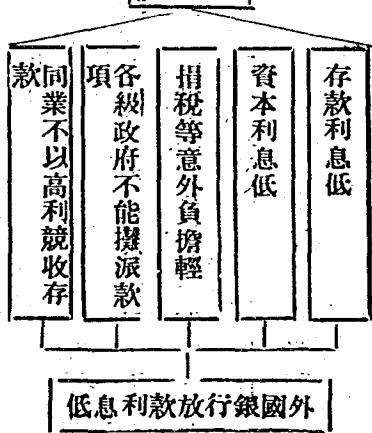 存款利息低
資本利息低
捐稅等意外負擔輕
各級政府不能攤派款
項
同業不以高利競收存
款
低息利款放行銀國外